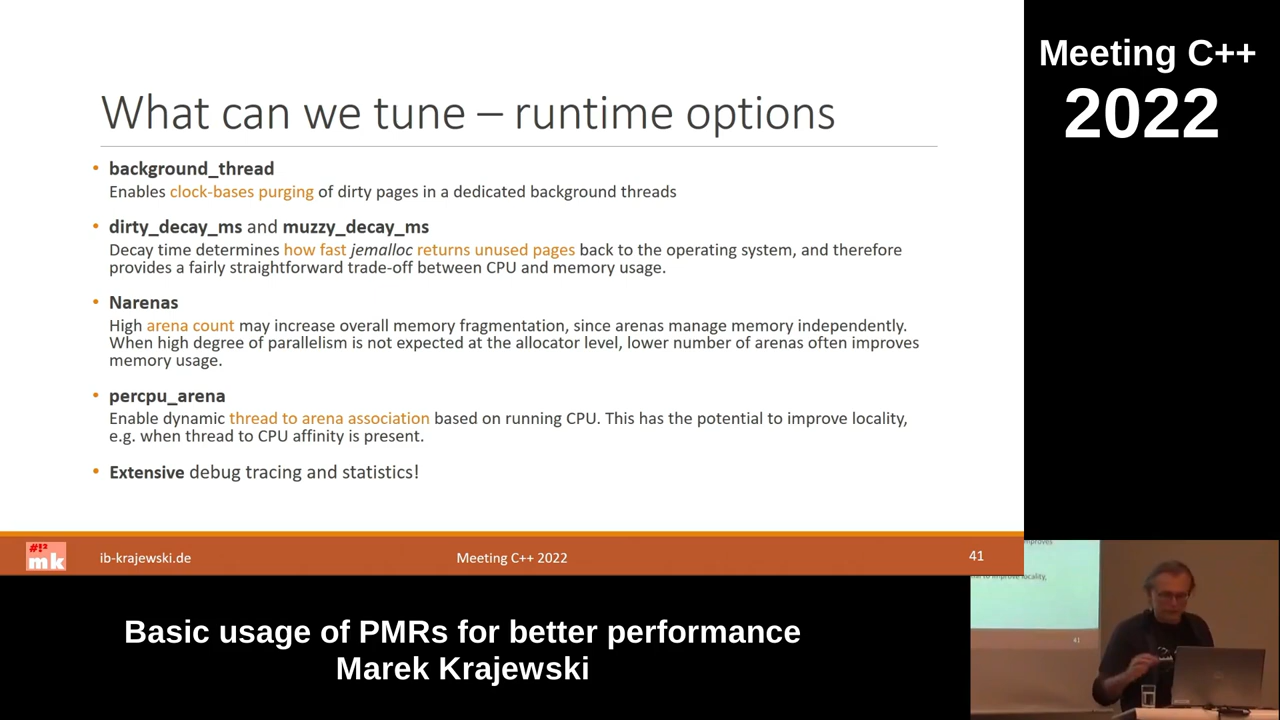 Meeting C++
2022
What can we tune – runtime options
• background_thread
Enables clock-bases purging of dirty pages in a dedicated background threads
• dirty_decay_ms and muzzy_decay_ms
Decay time determines how fast jemalloc returns unused pages back to the operating system, and therefore
provides a fairly straightforward trade-off between CPU and memory usage.
• Narenas
High arena count may increase overall memory fragmentation, since arenas manage memory independently.
When high degree of parallelism is not expected at the allocator level, lower number of arenas often improves
memory usage.
• percpu_arena
Enable dynamic thread to arena association based on running CPU. This has the potential to improve locality,
e.g. when thread to CPU affinity is present.
• Extensive debug tracing and statistics!
#!²
mk
ib-krajewski.de
Meeting C++ 2022
41
improves
to improve locality,
41
Basic usage of PMRs for better performance
Marek Krajewski